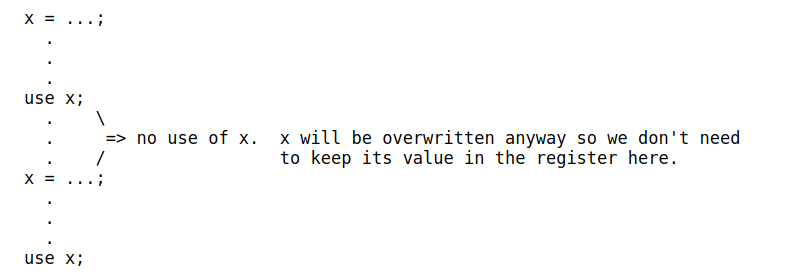 x = ...;
.
.
.
use x;
. \
. => no use of x. x will be overwritten anyway so we don't need
. / to keep its value in the register here.
x = ...;
.
.
.
use x;